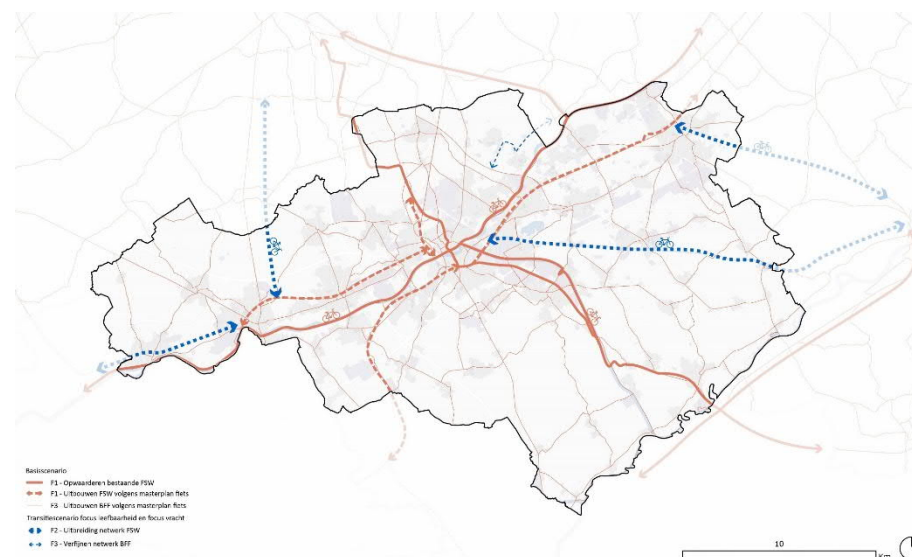 Basisscenario
F1 - Opwaarderen bestaande FSW
F1 - Uitbouwen FSW volgens masterplan fiets
F3 - Uitbouwen BFF volgens masterplan fiets
Transitiescenario focus leefbaarheid en focus vracht
F2 - Uitbreiding netwerk FSW
F3 - Verfijnen netwerk BFF
10
Km